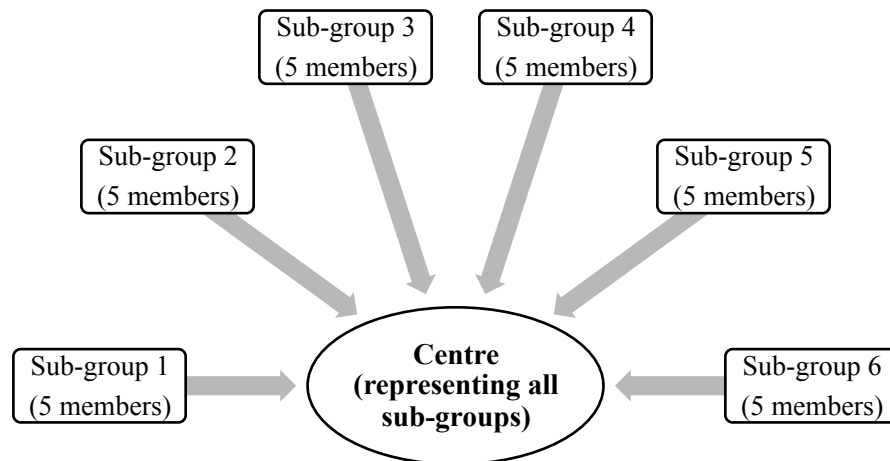 Sub-group 3
(5 members)
Sub-group 4
(5 members)
Sub-group 2
(5 members)
Sub-group 5
(5 members)
Sub-group 1
(5 members)
Centre
(representing all
sub-groups)
Sub-group 6
(5 members)